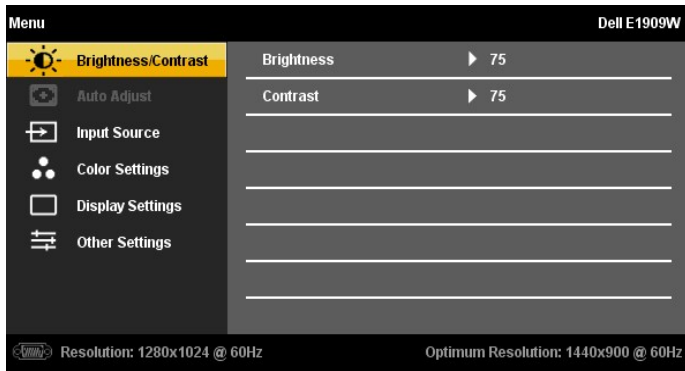 Menu Dell E1909W
Brightness/Contrast Brightness 75
Auto Adjust Contrast 75
Input Source
Color Settings
Display Settings
Other Settings
Resolution: 1280x1024 @ 60Hz Optimum Resolution: 1440x900 @ 60Hz